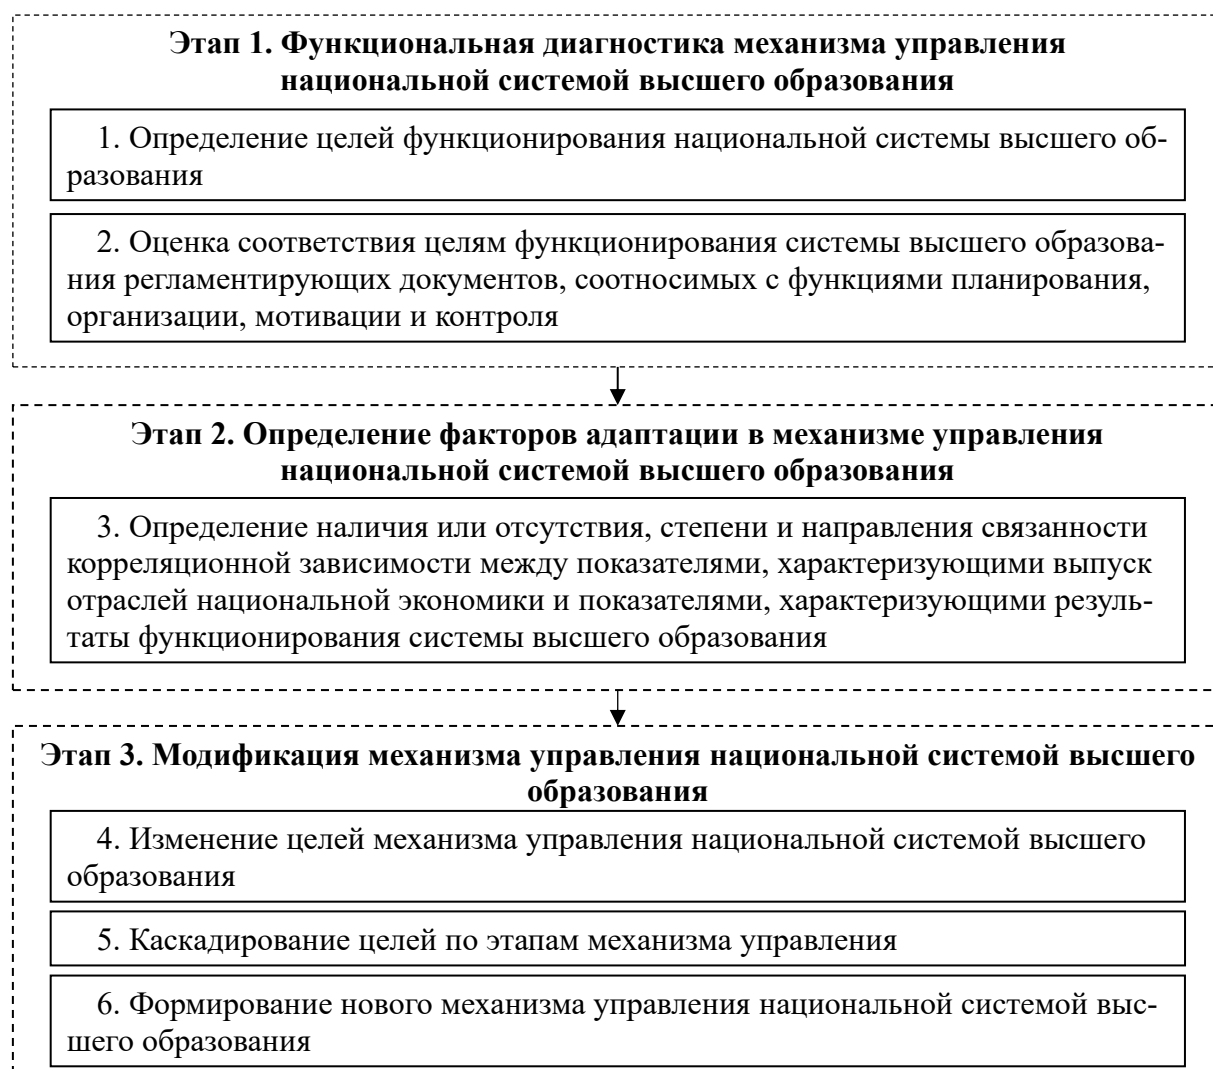 Этап 1. Функциональная диагностика механизма управления
национальной системой высшего образования
1. Определение целей функционирования национальной системы высшего об-
разования
2. Оценка соответствия целям функционирования системы высшего образова-
ния регламентирующих документов, соотносимых с функциями планирования,
организации, мотивации и контроля
Этап 2. Определение факторов адаптации в механизме управления
национальной системой высшего образования
3. Определение наличия или отсутствия, степени и направления связанности
корреляционной зависимости между показателями, характеризующими выпуск
отраслей национальной экономики и показателями, характеризующими резуль-
таты функционирования системы высшего образования
Этап 3. Модификация механизма управления национальной системой высшего
образования
4. Изменение целей механизма управления национальной системой высшего
образования
5. Каскадирование целей по этапам механизма управления
6. Формирование нового механизма управления национальной системой выс-
шего образования